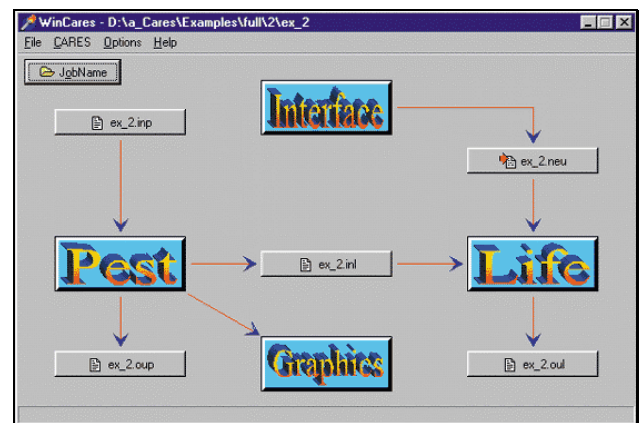 WinCares - D:\a_Cares\Examples\full\2\ex_2
File CARES Options Help
JobName
Interface
ex_2.inp
ex_2.neu
Pest
ex_2.inl
Life
ex_2.oup
Graphics
ex_2.oul